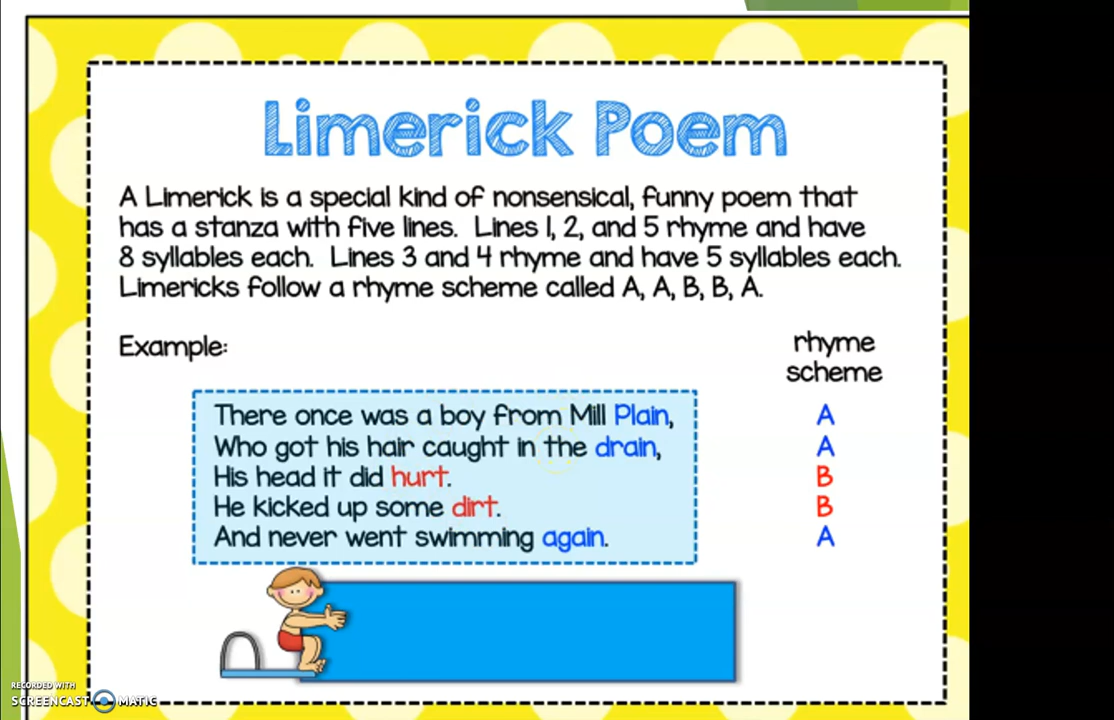 Limerick Poem
A Limerick is a special kind of nonsensical, funny poem that
has a stanza with five lines. Lines 1, 2, and 5 rhyme and have
8 syllables each. Lines 3 and 4 rhyme and have 5 syllables each.
Limericks follow a rhyme scheme called A, A, B, B, A.
Example:
rhyme
scheme
There once was a boy from Mill Plain, A
Who got his hair caught in the drain, A
His head it did hurt. B
He kicked up some dirt. B
And never went swimming again. A
RECORDED WITH
SCREENCAST MATIC